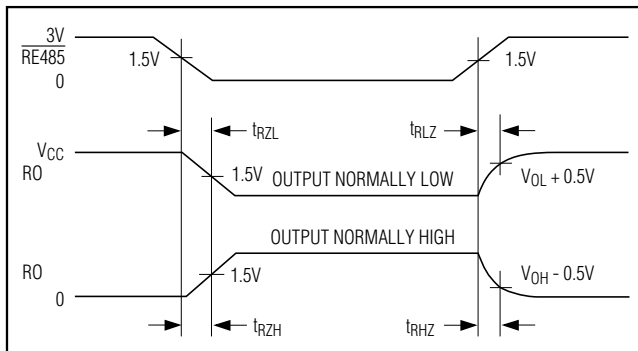 3V
RE485
1.5V
1.5V
0
tRZL
tRLZ
VCC
RO
1.5V
OUTPUT NORMALLY LOW
VOL + 0.5V
OUTPUT NORMALLY HIGH
RO
1.5V
VOH - 0.5V
0
tRZH
tRHZ